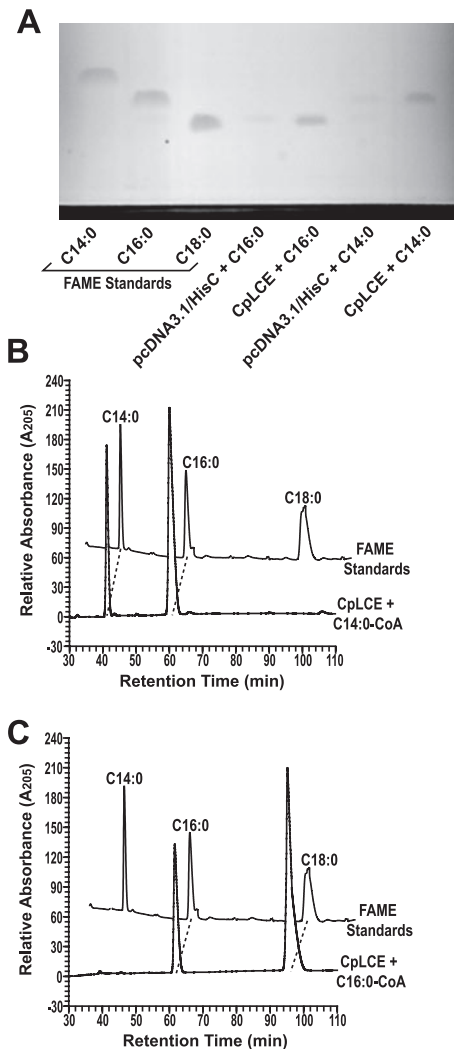 A
C14:0
C16:0
C18:0
pcDNA3.1/HisC + C16:0
CpLCE + C16:0
pcDNA3.1/HisC + C14:0
CpLCE + C14:0
FAME Standards
B
240
210
180
150
120
90
60
30
0
-30
Relative Absorbance (A205)
C14:0
C16:0
C18:0
FAME
Standards
CpLCE +
C14:0-CoA
30 40 50 60 70 80 90 100 110
Retention Time (min)
C
240
210
180
150
120
90
60
30
0
-30
Relative Absorbance (A205)
C14:0
C16:0
C18:0
FAME
Standards
CpLCE +
C16:0-CoA
30 40 50 60 70 80 90 100 110
Retention Time (min)